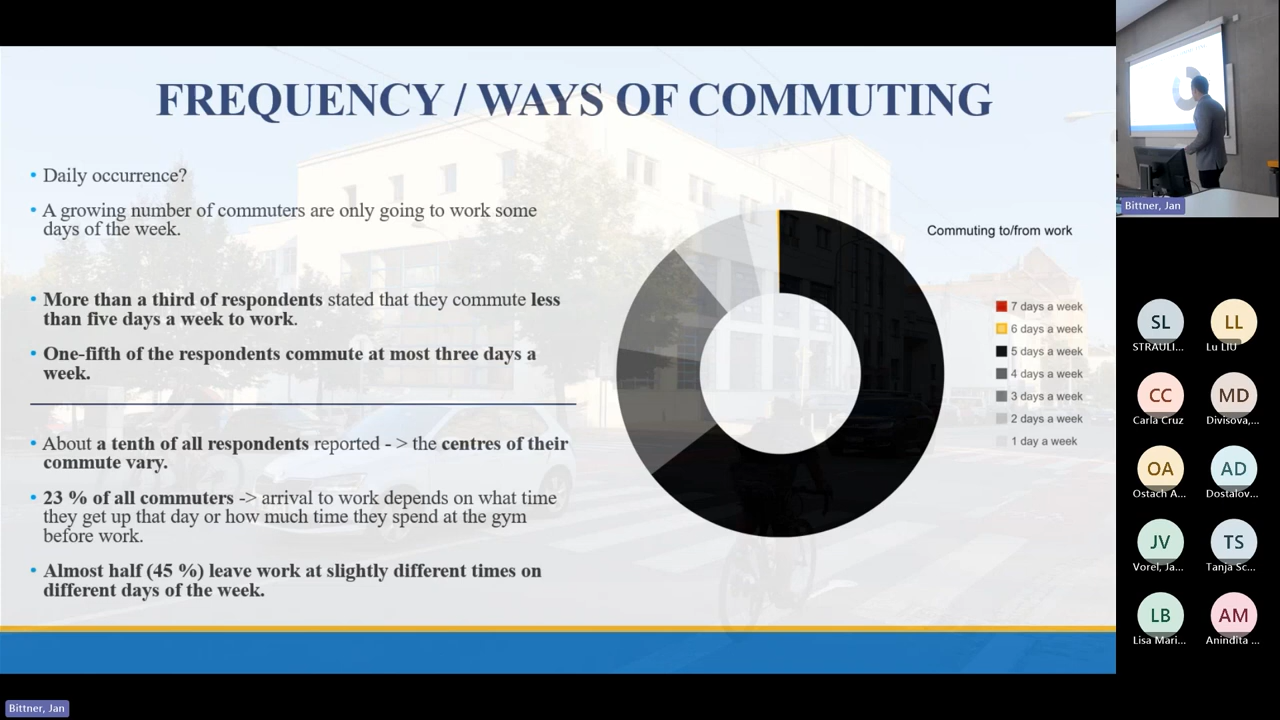 FREQUENCY / WAYS OF COMMUTING
• Daily occurrence?
• A growing number of commuters are only going to work some
days of the week.
• More than a third of respondents stated that they commute less
than five days a week to work.
• One-fifth of the respondents commute at most three days a
week.
• About a tenth of all respondents reported - > the centres of their
commute vary.
• 23 % of all commuters -> arrival to work depends on what time
they get up that day or how much time they spend at the gym
before work.
• Almost half (45 %) leave work at slightly different times on
different days of the week.
Commuting to/from work
7 days a week
6 days a week
5 days a week
4 days a week
3 days a week
2 days a week
1 day a week
Bittner, Jan
SL
STRAULI...
LL
Lu LIU
CC
Carla Cruz
MD
Divisova,...
OA
Ostach A...
AD
Dostalov...
JV
Vorel, Ja...
TS
Tanja Sc...
LB
Lisa Mari...
AM
Anindita ...
Bittner, Jan